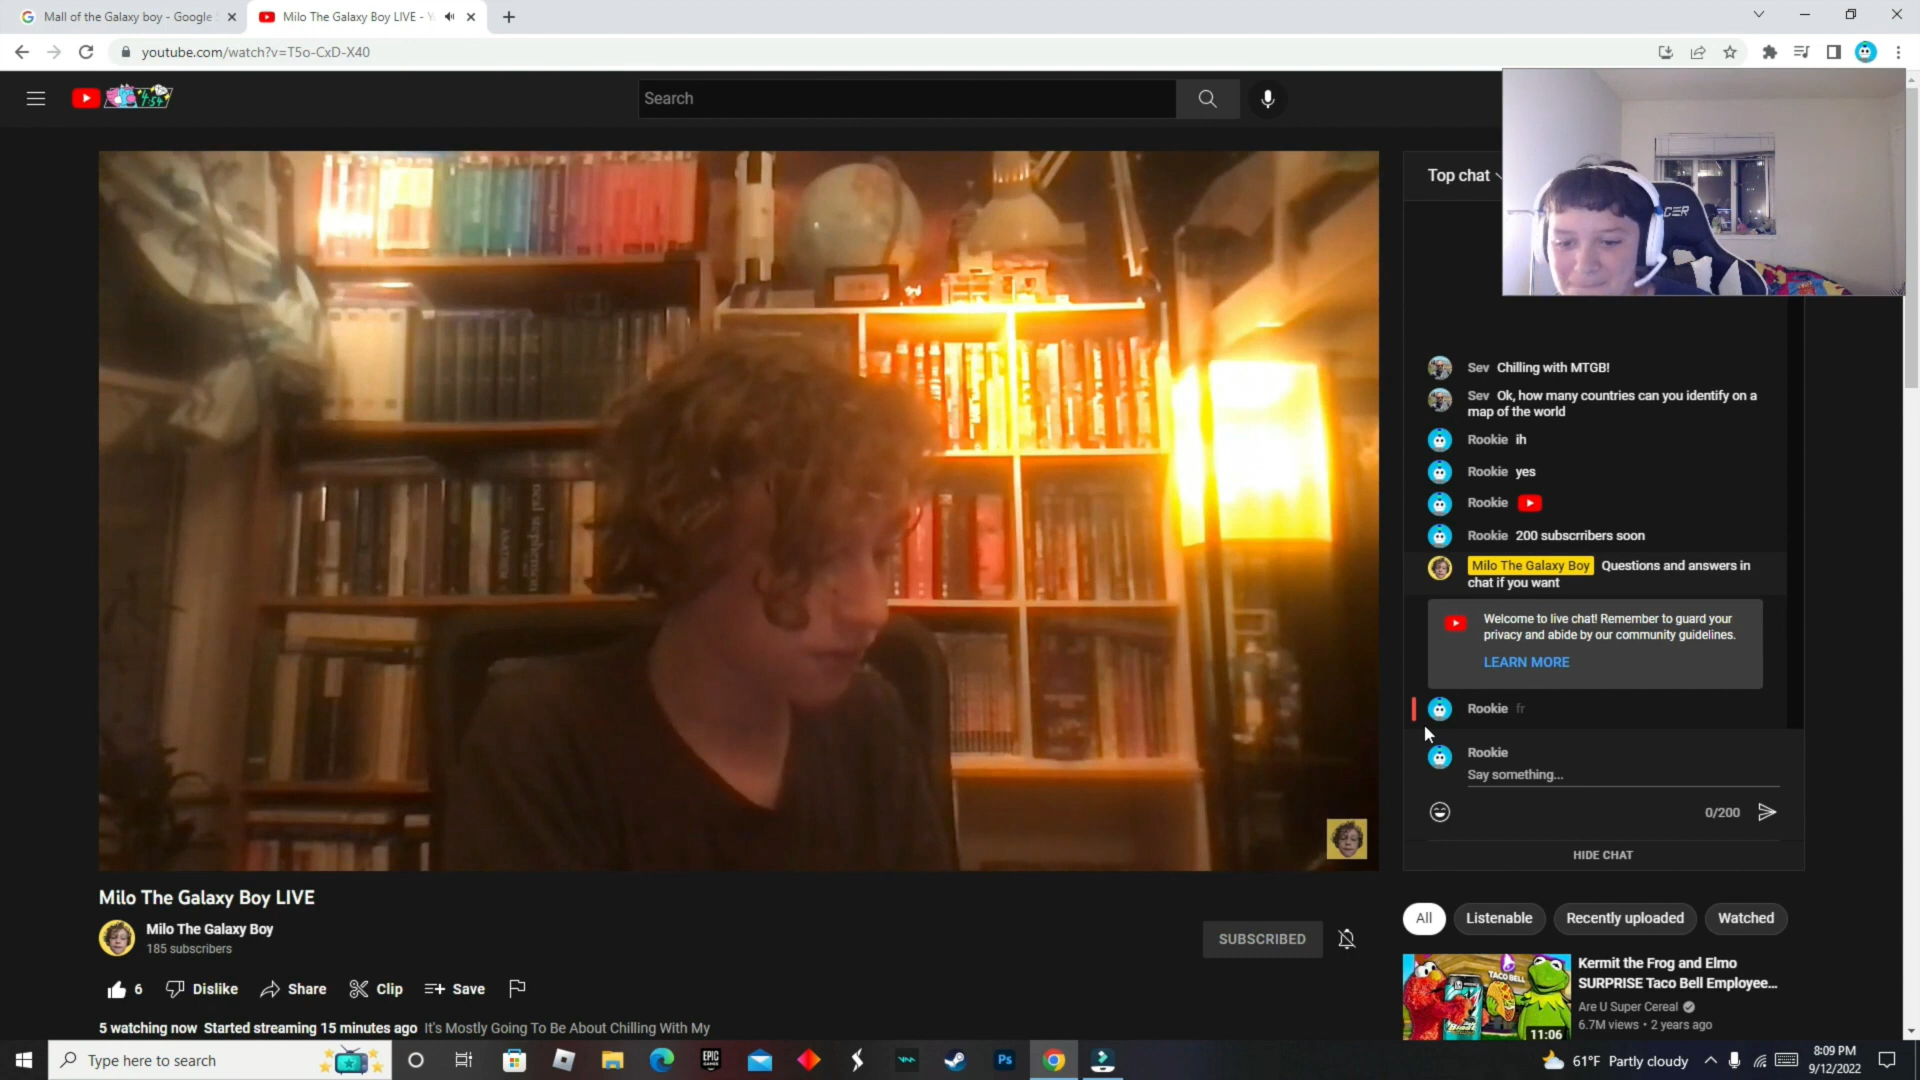 Mall of the Galaxy boy - Google
Milo The Galaxy Boy LIVE -
youtube.com/watch?v=T5o-CxD-X40
Search
Top chat
Sev Chilling with MTGB!
Sev Ok, how many countries can you identify on a
map of the world
Rookie ih
Rookie yes
Rookie
Rookie 200 subscrribers soon
Milo The Galaxy Boy Questions and answers in
chat if you want
Welcome to live chat! Remember to guard your
privacy and abide by our community guidelines.
LEARN MORE
Rookie fr
Rookie
Say something...
0/200
HIDE CHAT
neal stephenson
Milo The Galaxy Boy LIVE
Milo The Galaxy Boy
185 subscribers
SUBSCRIBED
6 Dislike Share Clip Save
5 watching now Started streaming 15 minutes ago It's Mostly Going To Be About Chilling With My
All Listenable Recently uploaded Watched
TACO BELL
11:06
Kermit the Frog and Elmo
SURPRISE Taco Bell Employee...
Are U Super Cereal
6.7M views • 2 years ago
Type here to search
EPIC
GAMES
Ps
61°F Partly cloudy
8:09 PM
9/12/2022